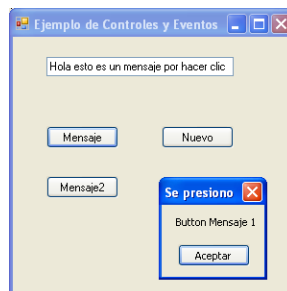 Ejemplo de Controles y Eventos
Hola esto es un mensaje por hacer clic
Mensaje
Nuevo
Mensaje2
Se presiono
Button Mensaje 1
Aceptar